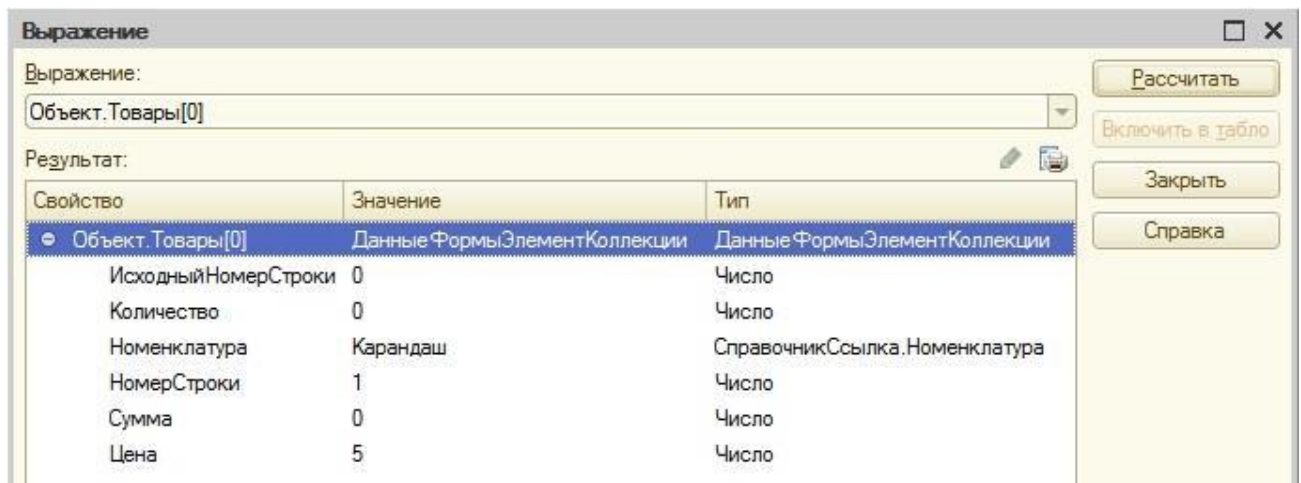 Выражение
Выражение:
Рассчитать
Объект.Товары[0]
Включить в табло
Результат:
Закрыть
Свойство Значение Тип
Справка
Объект.Товары[0] ДанныеФормыЭлементКоллекции ДанныеФормыЭлементКоллекции
ИсходныйНомерСтроки 0 Число
Количество 0 Число
Номенклатура Карандаш СправочникСсылка.Номенклатура
НомерСтроки 1 Число
Сумма 0 Число
Цена 5 Число